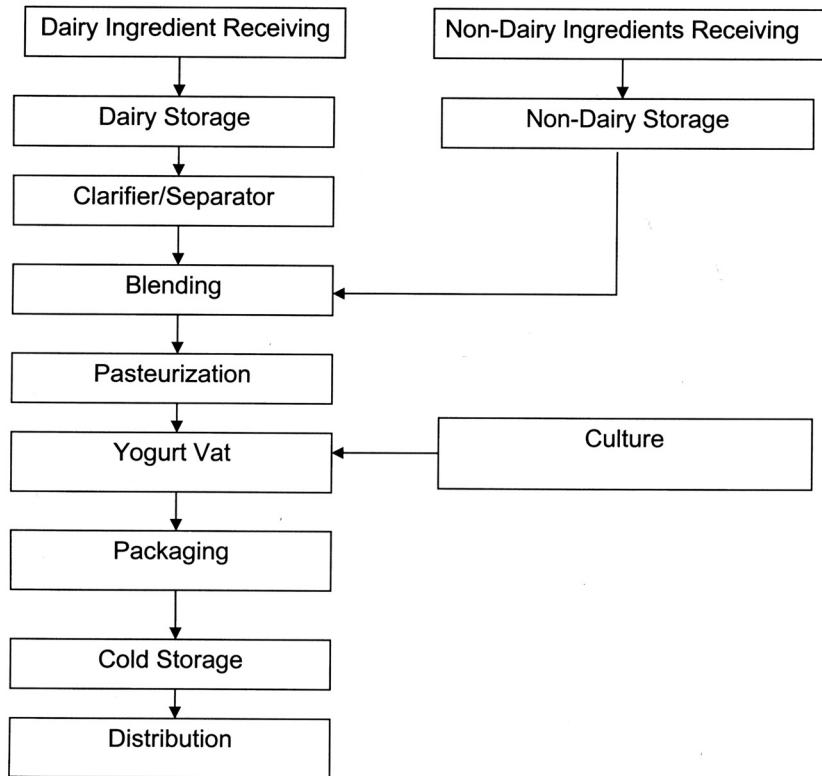 Dairy Ingredient Receiving
Non-Dairy Ingredients Receiving
Dairy Storage
Non-Dairy Storage
Clarifier/Separator
Blending
Pasteurization
Yogurt Vat
Culture
Packaging
Cold Storage
Distribution